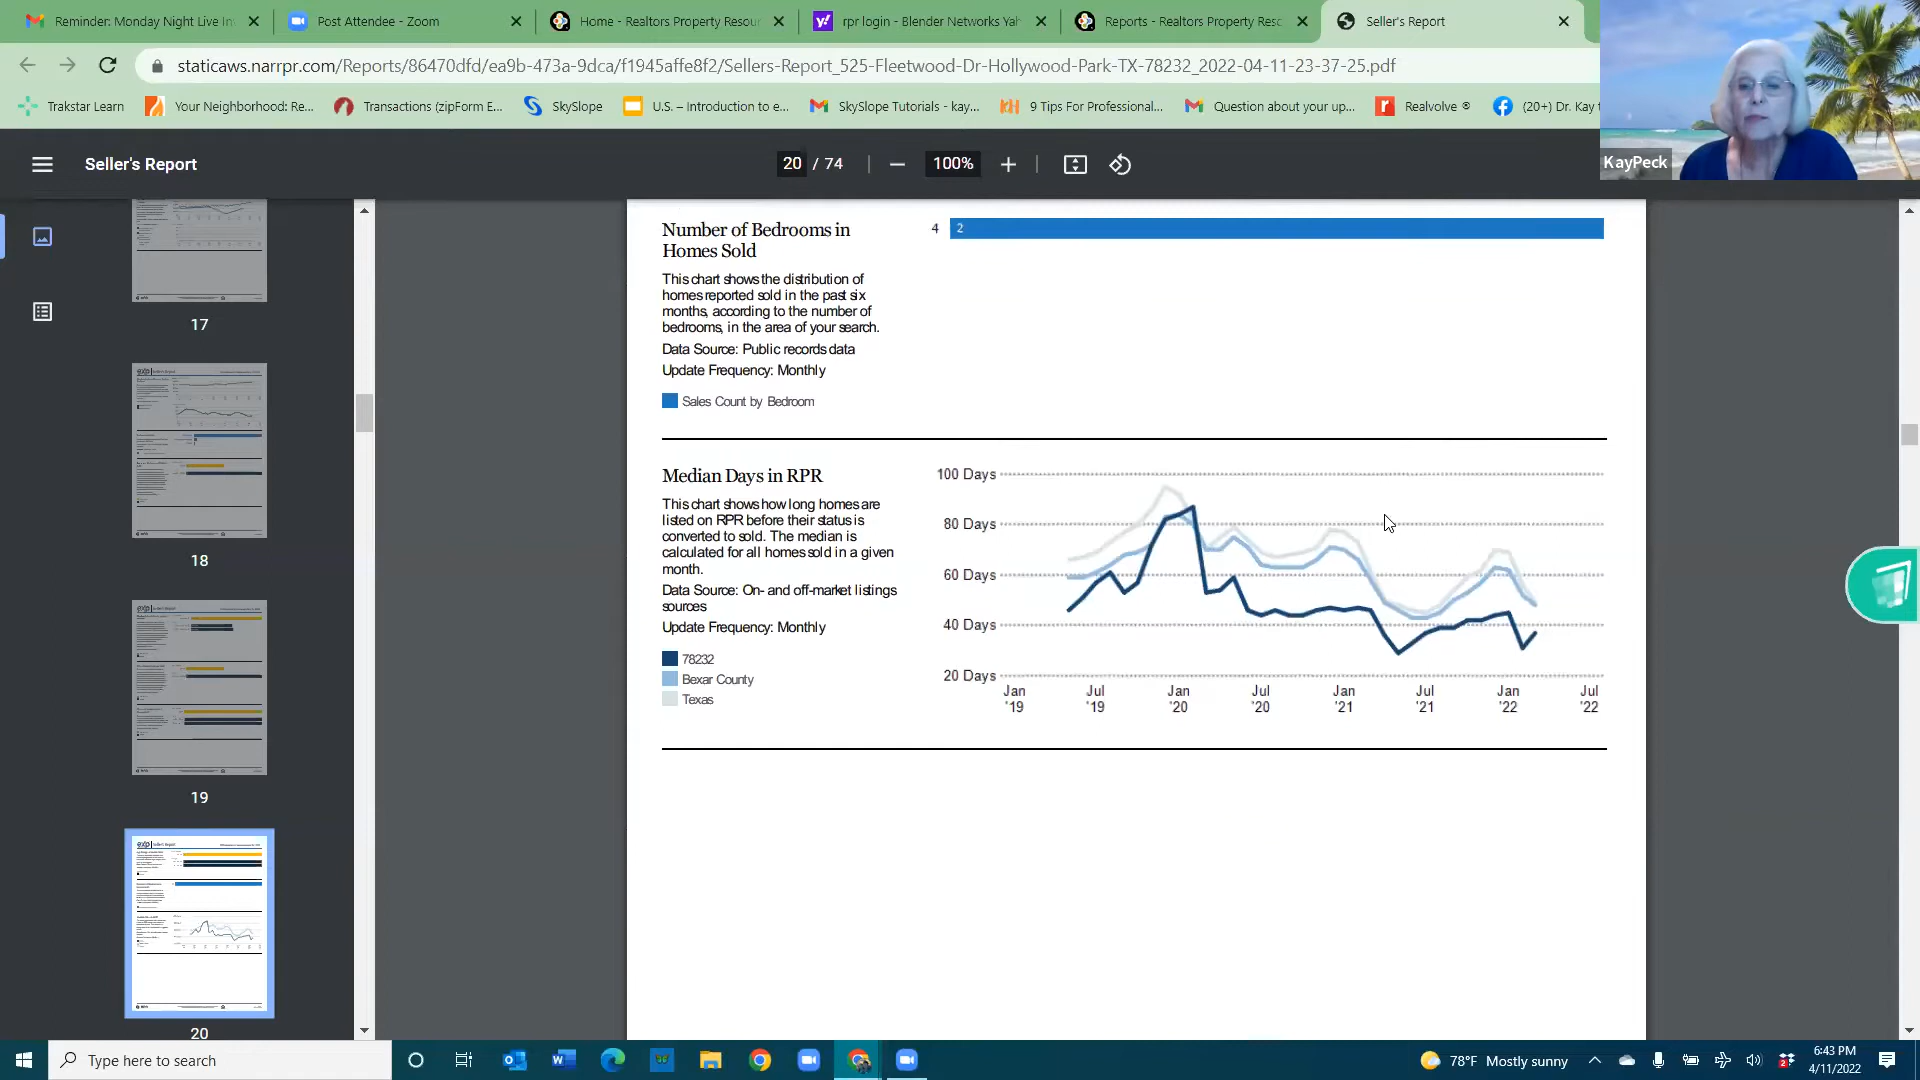 Reminder: Monday Night Live In
Post Attendee - Zoom
Home - Realtors Property Resou
rpr login - Blender Networks Yah
Reports - Realtors Property Reso
Seller's Report
staticaws.narrpr.com/Reports/86470dfd/ea9b-473a-9dca/f1945affe8f2/Sellers-Report_525-Fleetwood-Dr-Hollywood-Park-TX-78232_2022-04-11-23-37-25.pdf
Trakstar Learn
Your Neighborhood: Re...
Transactions (zipForm E...
SkySlope
U.S. – Introduction to e...
SkySlope Tutorials - kay...
9 Tips For Professional...
Question about your up...
Realvolve ®
(20+) Dr. Kay
KayPeck
Seller's Report
20 / 74
100%
17
18
19
20
Number of Bedrooms in
Homes Sold
This chart shows the distribution of
homes reported sold in the past six
months, according to the number of
bedrooms, in the area of your search.
Data Source: Public records data
Update Frequency: Monthly
Sales Count by Bedroom
4
2
Median Days in RPR
This chart shows how long homes are
listed on RPR before their status is
converted to sold. The median is
calculated for all homes sold in a given
month.
Data Source: On- and off-market listings
sources
Update Frequency: Monthly
78232
Bexar County
Texas
100 Days
80 Days
60 Days
40 Days
20 Days
Jan '19
Jul '19
Jan '20
Jul '20
Jan '21
Jul '21
Jan '22
Jul '22
Type here to search
78°F Mostly sunny
6:43 PM
4/11/2022